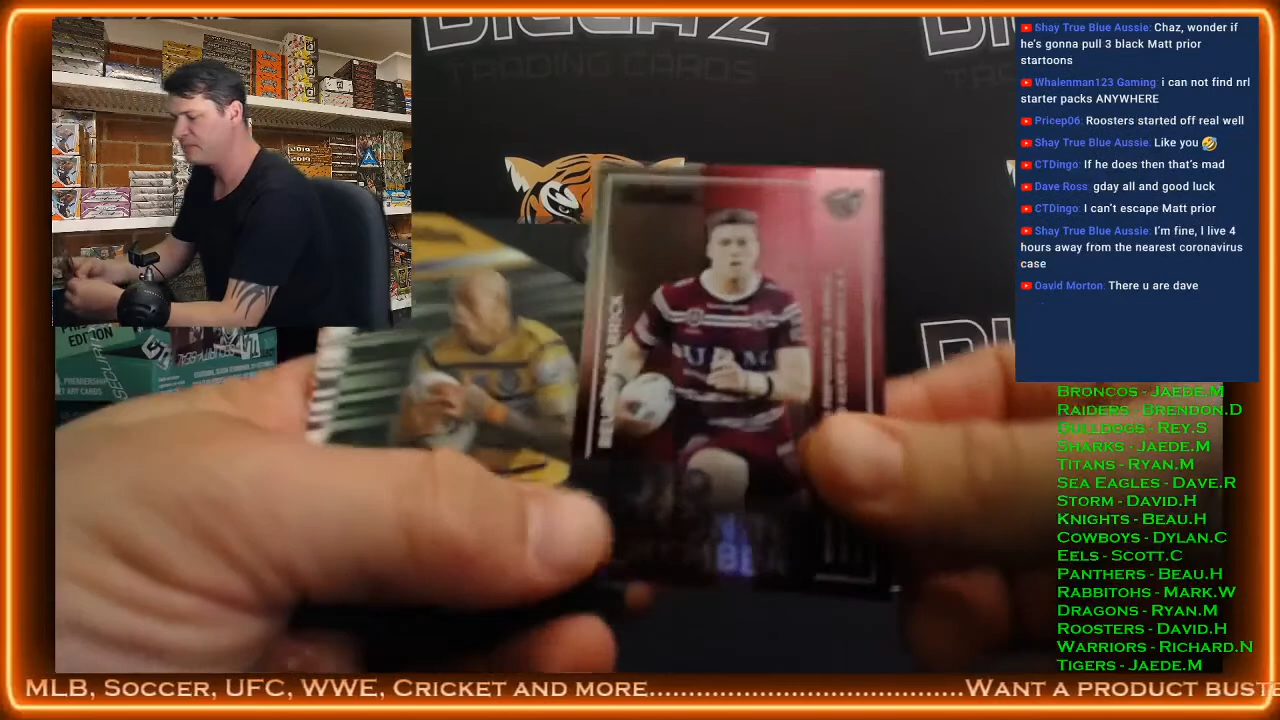 DIGGAZ
TRADING CARDS
Shay True Blue Aussie: Chaz, wonder if
he's gonna pull 3 black Matt prior
startoons
Whalenman123 Gaming: i can not find nrl
starter packs ANYWHERE
Pricep06: Roosters started off real well
Shay True Blue Aussie: Like you 🤣
CTDingo: If he does then that's mad
Dave Ross: gday all and good luck
CTDingo: I can't escape Matt prior
Shay True Blue Aussie: I'm fine, I live 4
hours away from the nearest coronavirus
case
David Morton: There u are dave
Broncos - Jaede.M
Raiders - Brendon.D
Bulldogs - Rey.S
Sharks - Jaede.M
Titans - Ryan.M
Sea Eagles - Dave.R
Storm - David.H
Knights - Beau.H
Cowboys - Dylan.C
Eels - Scott.C
Panthers - Beau.H
Rabbitohs - Mark.W
Dragons - Ryan.M
Roosters - David.H
Warriors - Richard.N
Tigers - Jaede.M
EDITION
MLB, Soccer, UFC, WWE, Cricket and more.............................................Want a product buste